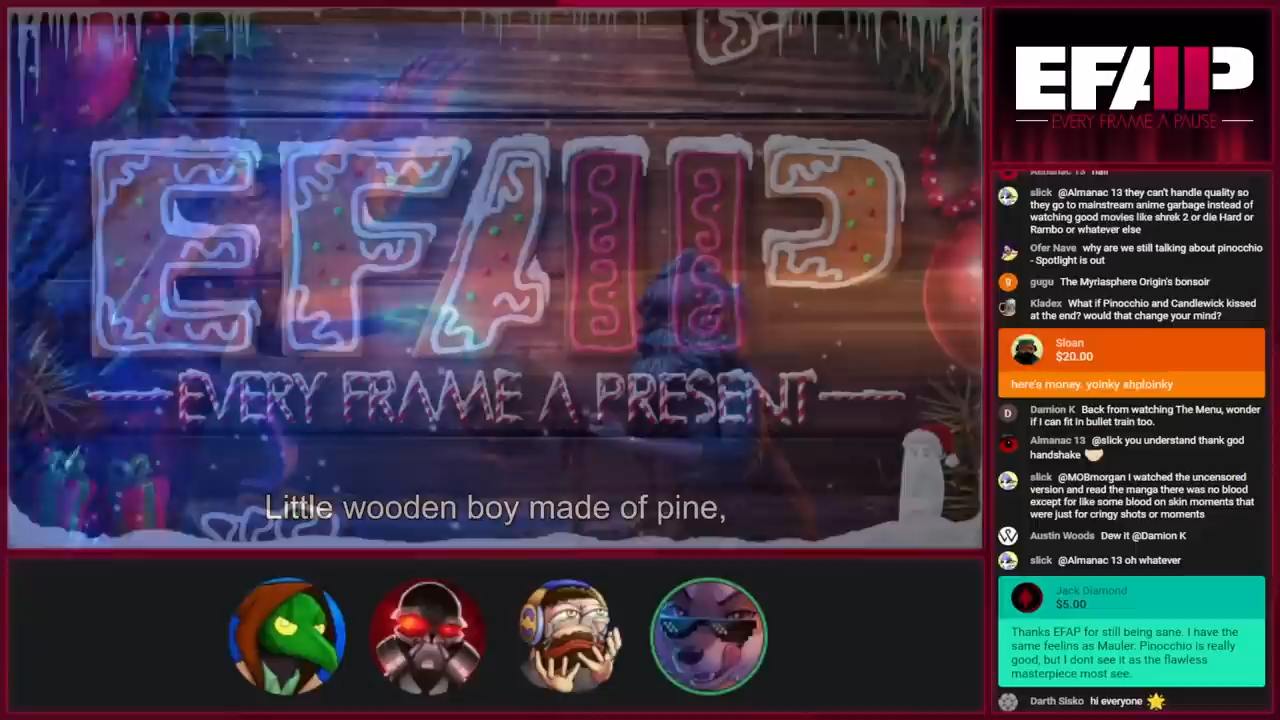 EFAIIP
EVERY FRAME A PRESENT
Little wooden boy made of pine,
EFAIIP
EVERY FRAME A PAUSE
slick @Almanac 13 they can't handle quality so
they go to mainstream anime garbage instead of
watching good movies like shrek 2 or die Hard or
Rambo or whatever else
Ofer Nave why are we still talking about pinocchio
- Spotlight is out
gugu The Myriasphere Origin's bonsoir
Kladex What if Pinocchio and Candlewick kissed
at the end? would that change your mind?
Sloan
$20.00
here's money. yoinky shploinky
Damion K Back from watching The Menu, wonder
if I can fit in bullet train too.
Almanac 13 @slick you understand thank god
handshake
slick @MOBmorgan I watched the uncensored
version and read the manga there was no blood
except for like some blood on skin moments that
were just for cringy shots or moments
Austin Woods Dew it @Damion K
slick @Almanac 13 oh whatever
Jack Diamond
$5.00
Thanks EFAP for still being sane. I have the
same feelins as Mauler. Pinocchio is really
good, but I dont see it as the flawless
masterpiece most see.
Darth Sisko hi everyone